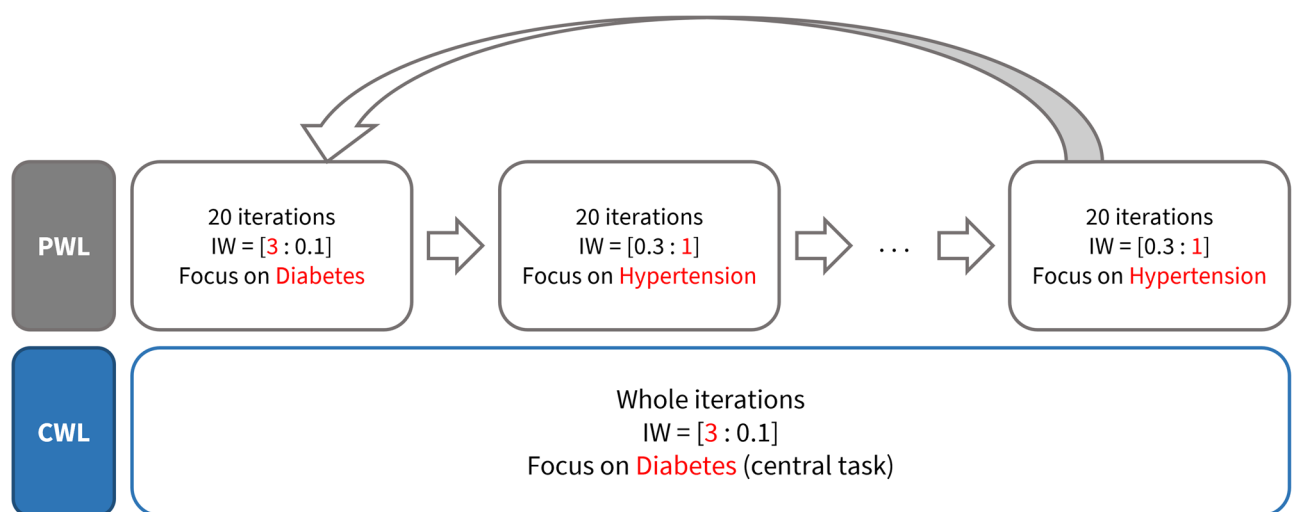 PWL
20 iterations
IW = [3 : 0.1]
Focus on Diabetes
20 iterations
IW = [0.3 : 1]
Focus on Hypertension
...
20 iterations
IW = [0.3 : 1]
Focus on Hypertension
CWL
Whole iterations
IW = [3 : 0.1]
Focus on Diabetes (central task)